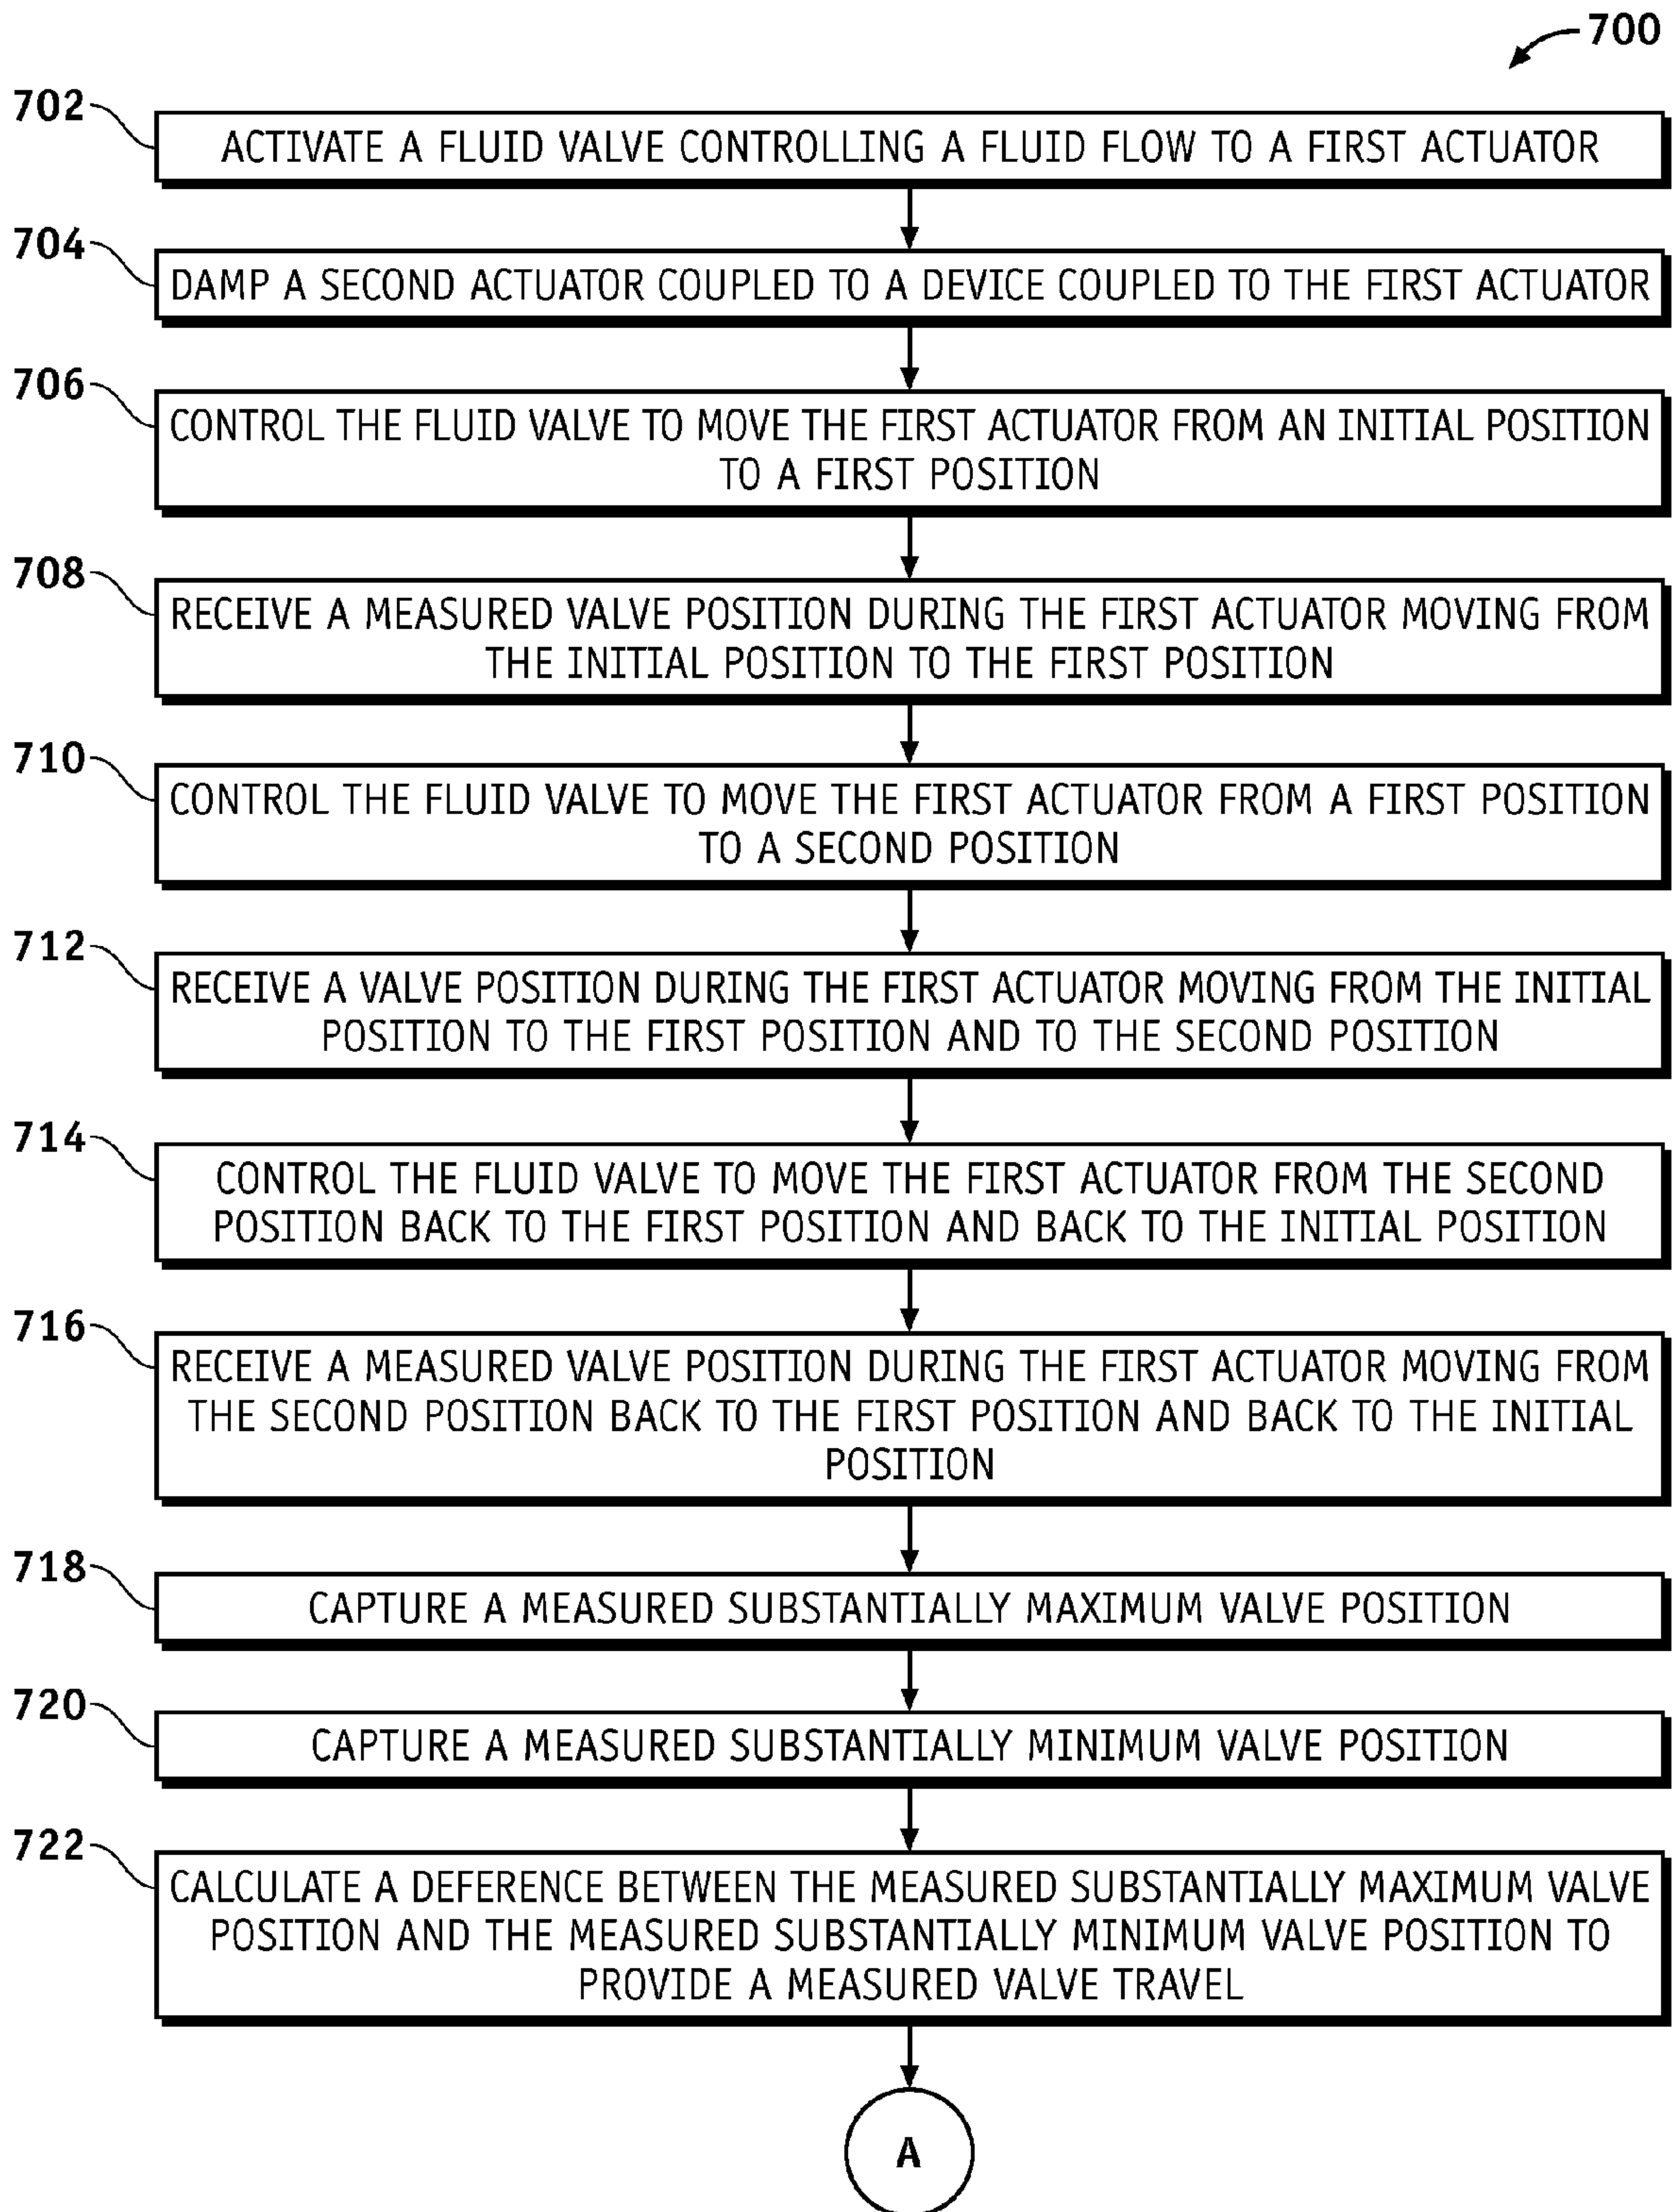 700
702
ACTIVATE A FLUID VALVE CONTROLLING A FLUID FLOW TO A FIRST ACTUATOR
704
DAMP A SECOND ACTUATOR COUPLED TO A DEVICE COUPLED TO THE FIRST ACTUATOR
706
CONTROL THE FLUID VALVE TO MOVE THE FIRST ACTUATOR FROM AN INITIAL POSITION
TO A FIRST POSITION
708
RECEIVE A MEASURED VALVE POSITION DURING THE FIRST ACTUATOR MOVING FROM
THE INITIAL POSITION TO THE FIRST POSITION
710
CONTROL THE FLUID VALVE TO MOVE THE FIRST ACTUATOR FROM A FIRST POSITION
TO A SECOND POSITION
712
RECEIVE A VALVE POSITION DURING THE FIRST ACTUATOR MOVING FROM THE INITIAL
POSITION TO THE FIRST POSITION AND TO THE SECOND POSITION
714
CONTROL THE FLUID VALVE TO MOVE THE FIRST ACTUATOR FROM THE SECOND
POSITION BACK TO THE FIRST POSITION AND BACK TO THE INITIAL POSITION
716
RECEIVE A MEASURED VALVE POSITION DURING THE FIRST ACTUATOR MOVING FROM
THE SECOND POSITION BACK TO THE FIRST POSITION AND BACK TO THE INITIAL
POSITION
718
CAPTURE A MEASURED SUBSTANTIALLY MAXIMUM VALVE POSITION
720
CAPTURE A MEASURED SUBSTANTIALLY MINIMUM VALVE POSITION
722
CALCULATE A DEFERENCE BETWEEN THE MEASURED SUBSTANTIALLY MAXIMUM VALVE
POSITION AND THE MEASURED SUBSTANTIALLY MINIMUM VALVE POSITION TO
PROVIDE A MEASURED VALVE TRAVEL
A